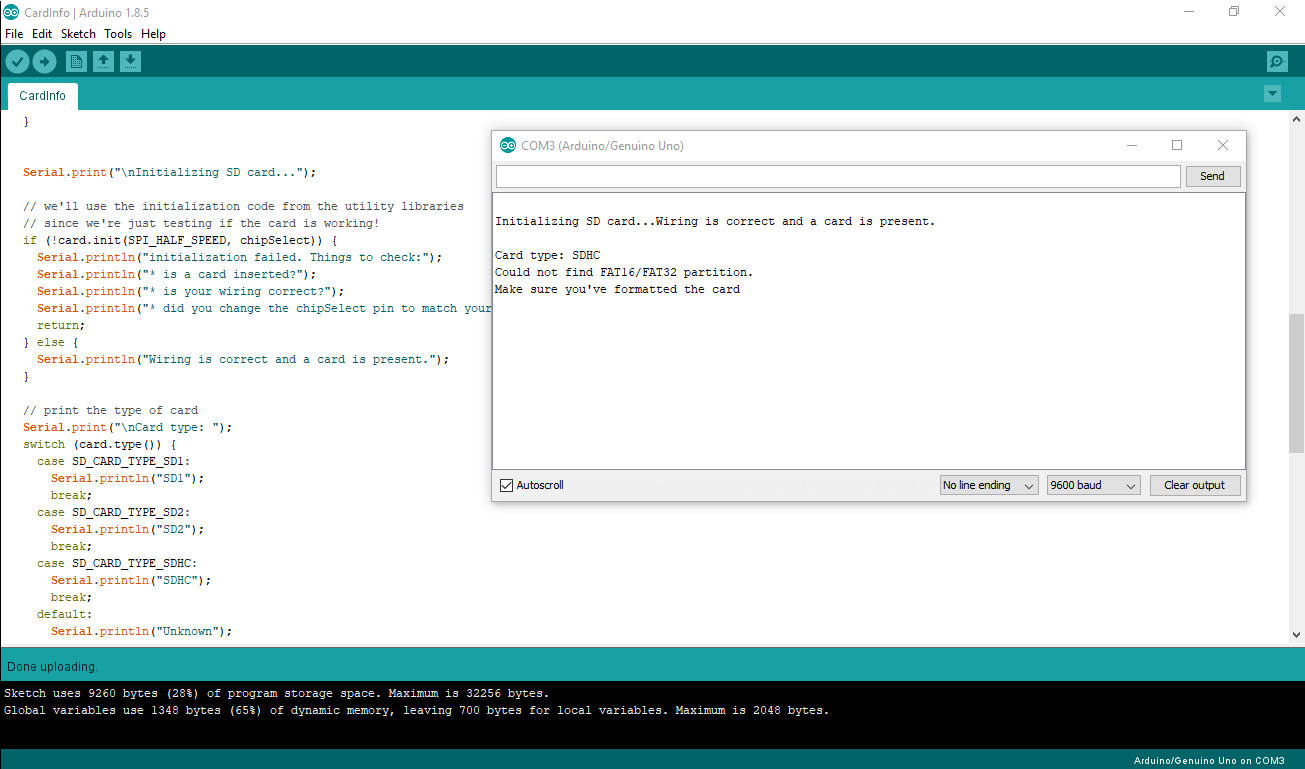 CardInfo | Arduino 1.8.5
File Edit Sketch Tools Help
CardInfo
}
Serial.print("\nInitializing SD card...");
// we'll use the initialization code from the utility libraries
// since we're just testing if the card is working!
if (!card.init(SPI_HALF_SPEED, chipSelect)) {
Serial.println("initialization failed. Things to check:");
Serial.println("* is a card inserted?");
Serial.println("* is your wiring correct?");
Serial.println("* did you change the chipSelect pin to match your
return;
} else {
Serial.println("Wiring is correct and a card is present.");
}
// print the type of card
Serial.print("\nCard type: ");
switch (card.type()) {
case SD_CARD_TYPE_SD1:
Serial.println("SD1");
break;
case SD_CARD_TYPE_SD2:
Serial.println("SD2");
break;
case SD_CARD_TYPE_SDHC:
Serial.println("SDHC");
break;
default:
Serial.println("Unknown");
COM3 (Arduino/Genuino Uno)
Send
Initializing SD card...Wiring is correct and a card is present.
Card type: SDHC
Could not find FAT16/FAT32 partition.
Make sure you've formatted the card
Autoscroll No line ending 9600 baud Clear output
Done uploading.
Sketch uses 9260 bytes (28%) of program storage space. Maximum is 32256 bytes.
Global variables use 1348 bytes (65%) of dynamic memory, leaving 700 bytes for local variables. Maximum is 2048 bytes.
Arduino/Genuino Uno on COM3